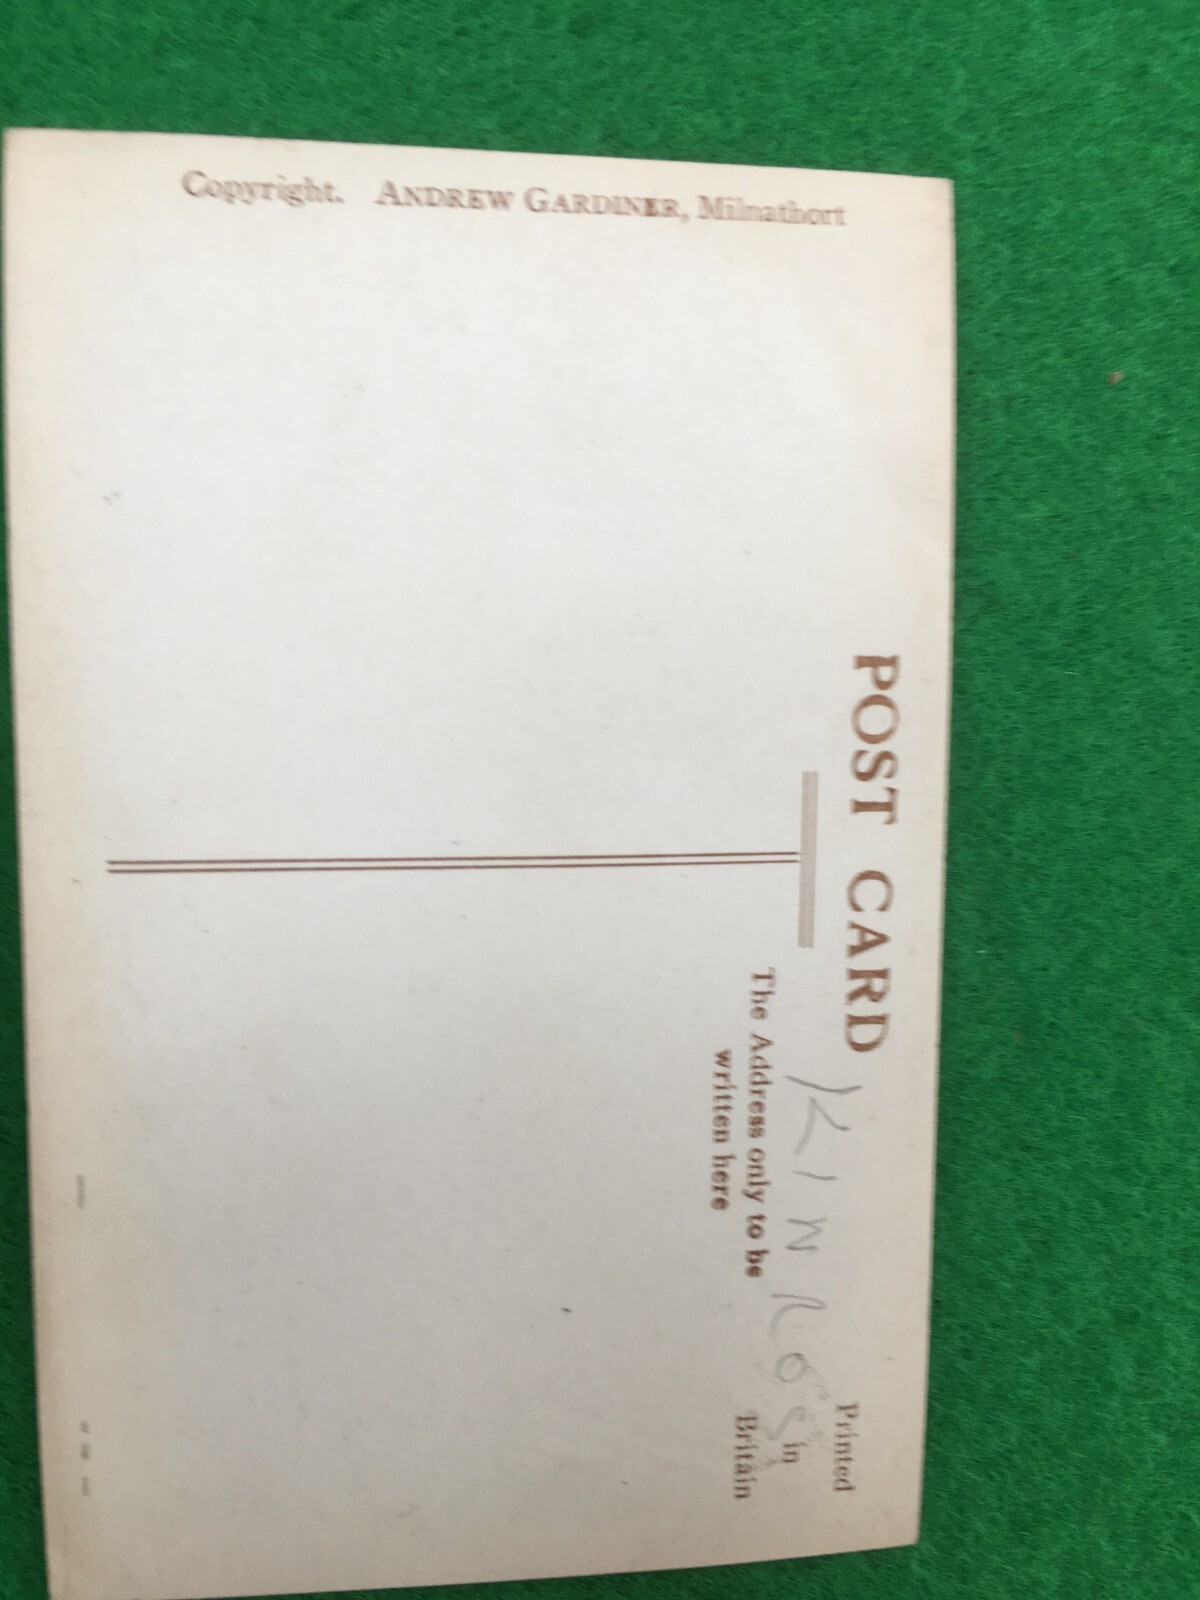 Copyright. ANDREW GARDINER, Milnathort
POST CARD
The Address only to be
written here
KINROSS
Printed
in
Britain